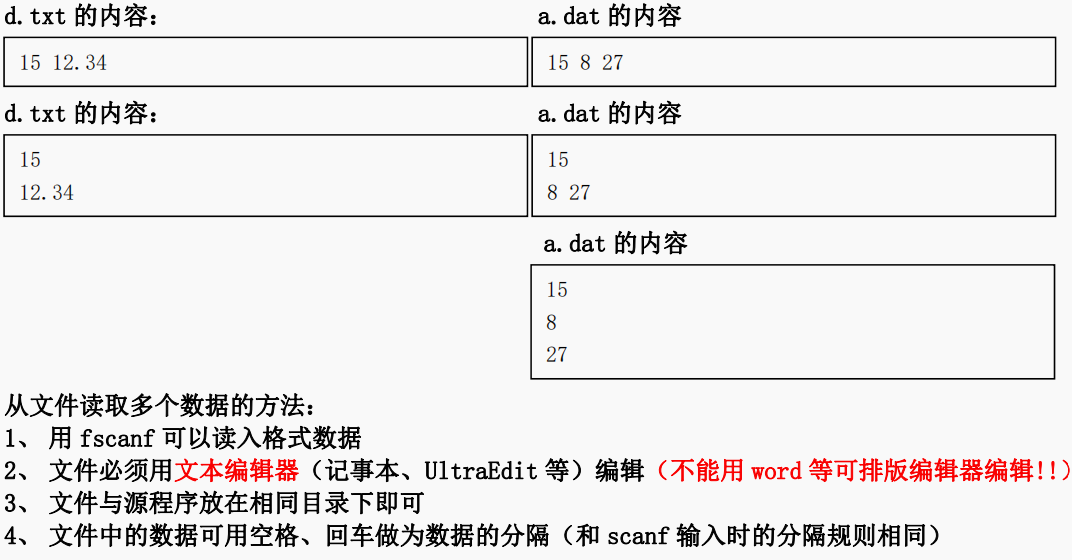 d.txt 的内容：
a.dat 的内容
15 12.34
15 8 27
d.txt 的内容：
a.dat 的内容
15
12.34
15
8 27
a.dat 的内容
15
8
27
从文件读取多个数据的方法：
1、 用 fscanf 可以读入格式数据
2、 文件必须用文本编辑器（记事本、UltraEdit 等）编辑（不能用 word 等可排版编辑器编辑!!）
3、 文件与源程序放在相同目录下即可
4、 文件中的数据可用空格、回车做为数据的分隔（和 scanf 输入时的分隔规则相同）